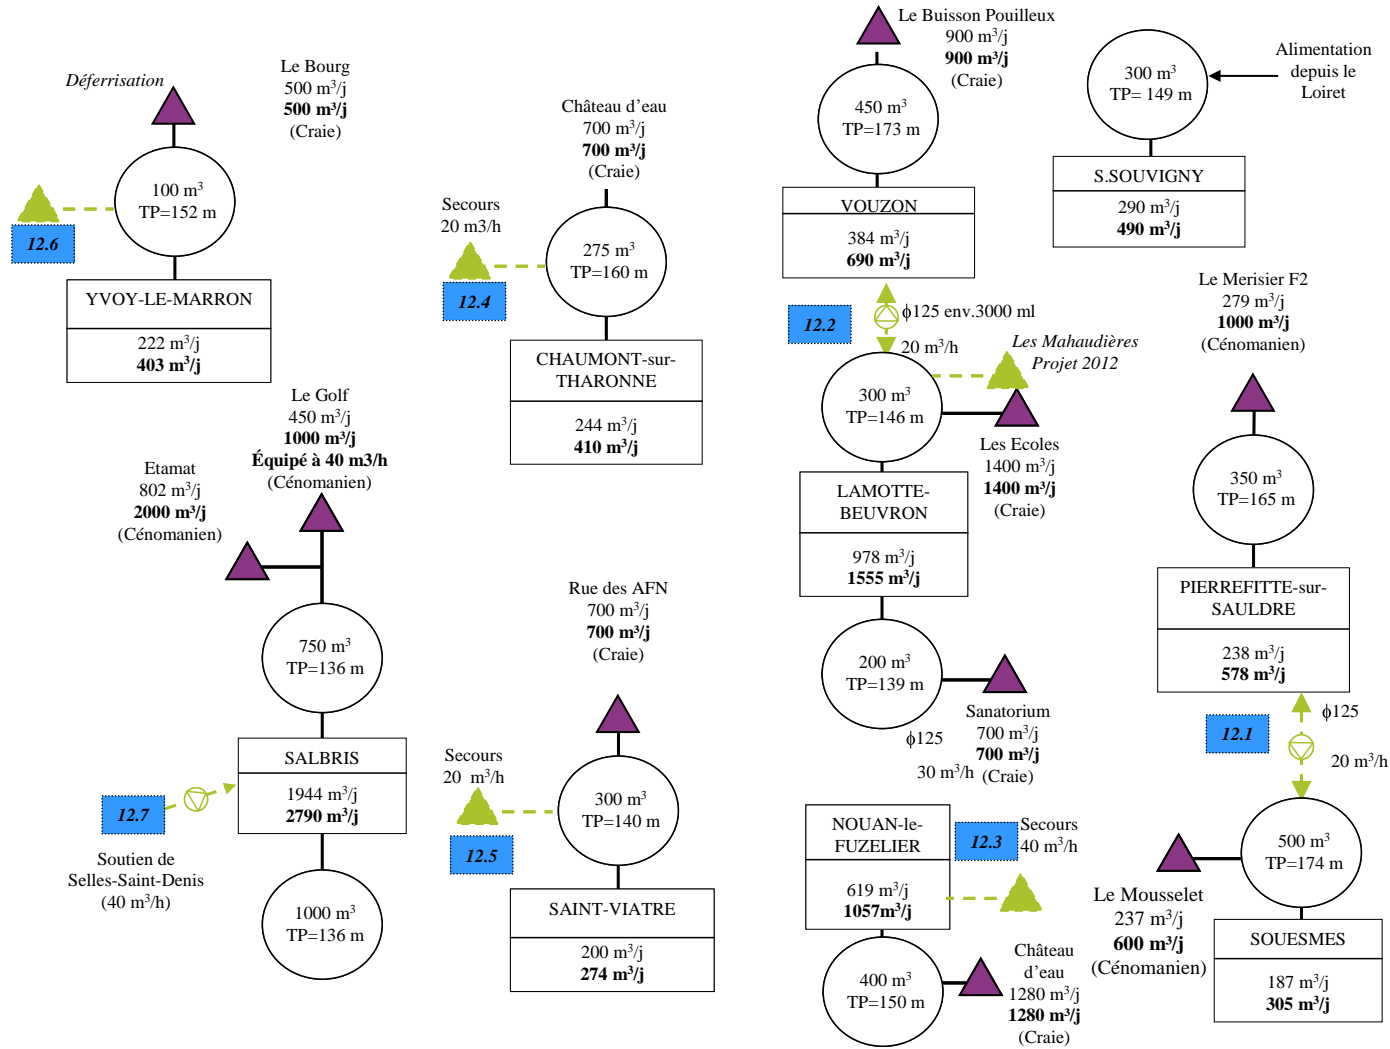 Déferrisation
Le Bourg
500 m³/j
500 m³/j
(Craie)
100 m³
TP=152 m
12.6
YVOY-LE-MARRON
222 m³/j
403 m³/j
Château d'eau
700 m³/j
700 m³/j
(Craie)
Secours
20 m3/h
275 m³
TP=160 m
12.4
CHAUMONT-sur-
THARONNE
244 m³/j
410 m³/j
Le Buisson Pouilleux
900 m³/j
900 m³/j
(Craie)
450 m³
TP=173 m
VOUZON
384 m³/j
690 m³/j
12.2
ϕ125 env.3000 ml
20 m³/h
Les Mahaudières
Projet 2012
300 m³
TP=146 m
Les Ecoles
1400 m³/j
1400 m³/j
(Craie)
LAMOTTE-
BEUVRON
978 m³/j
1555 m³/j
200 m³
TP=139 m
Sanatorium
700 m³/j
700 m³/j
(Craie)
ϕ125
30 m³/h
NOUAN-le-
FUZELIER
619 m³/j
1057m³/j
12.3
Secours
40 m³/h
400 m³
TP=150 m
Château
d'eau
1280 m³/j
1280 m³/j
(Craie)
300 m³
TP= 149 m
Alimentation
depuis le
Loiret
S.SOUVIGNY
290 m³/j
490 m³/j
Le Merisier F2
279 m³/j
1000 m³/j
(Cénomanien)
350 m³
TP=165 m
PIERREFITTE-sur-
SAULDRE
238 m³/j
578 m³/j
12.1
ϕ125
20 m³/h
500 m³
TP=174 m
Le Mousselet
237 m³/j
600 m³/j
(Cénomanien)
SOUESMES
187 m³/j
305 m³/j
Le Golf
450 m³/j
1000 m³/j
Équipé à 40 m3/h
(Cénomanien)
Etamat
802 m³/j
2000 m³/j
(Cénomanien)
750 m³
TP=136 m
SALBRIS
1944 m³/j
2790 m³/j
12.7
Soutien de
Selles-Saint-Denis
(40 m³/h)
1000 m³
TP=136 m
Rue des AFN
700 m³/j
700 m³/j
(Craie)
Secours
20 m³/h
300 m³
TP=140 m
12.5
SAINT-VIATRE
200 m³/j
274 m³/j